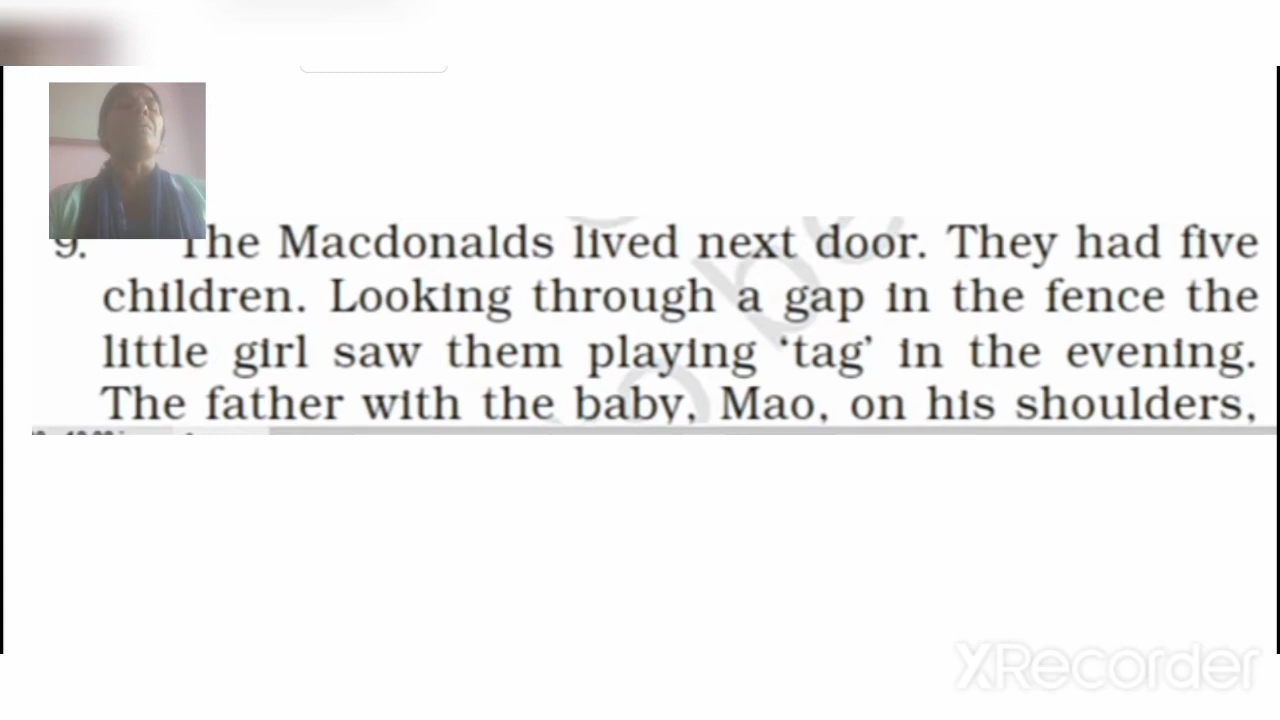 9. The Macdonalds lived next door. They had five
children. Looking through a gap in the fence the
little girl saw them playing ‘tag’ in the evening.
The father with the baby, Mao, on his shoulders,
XRecorder